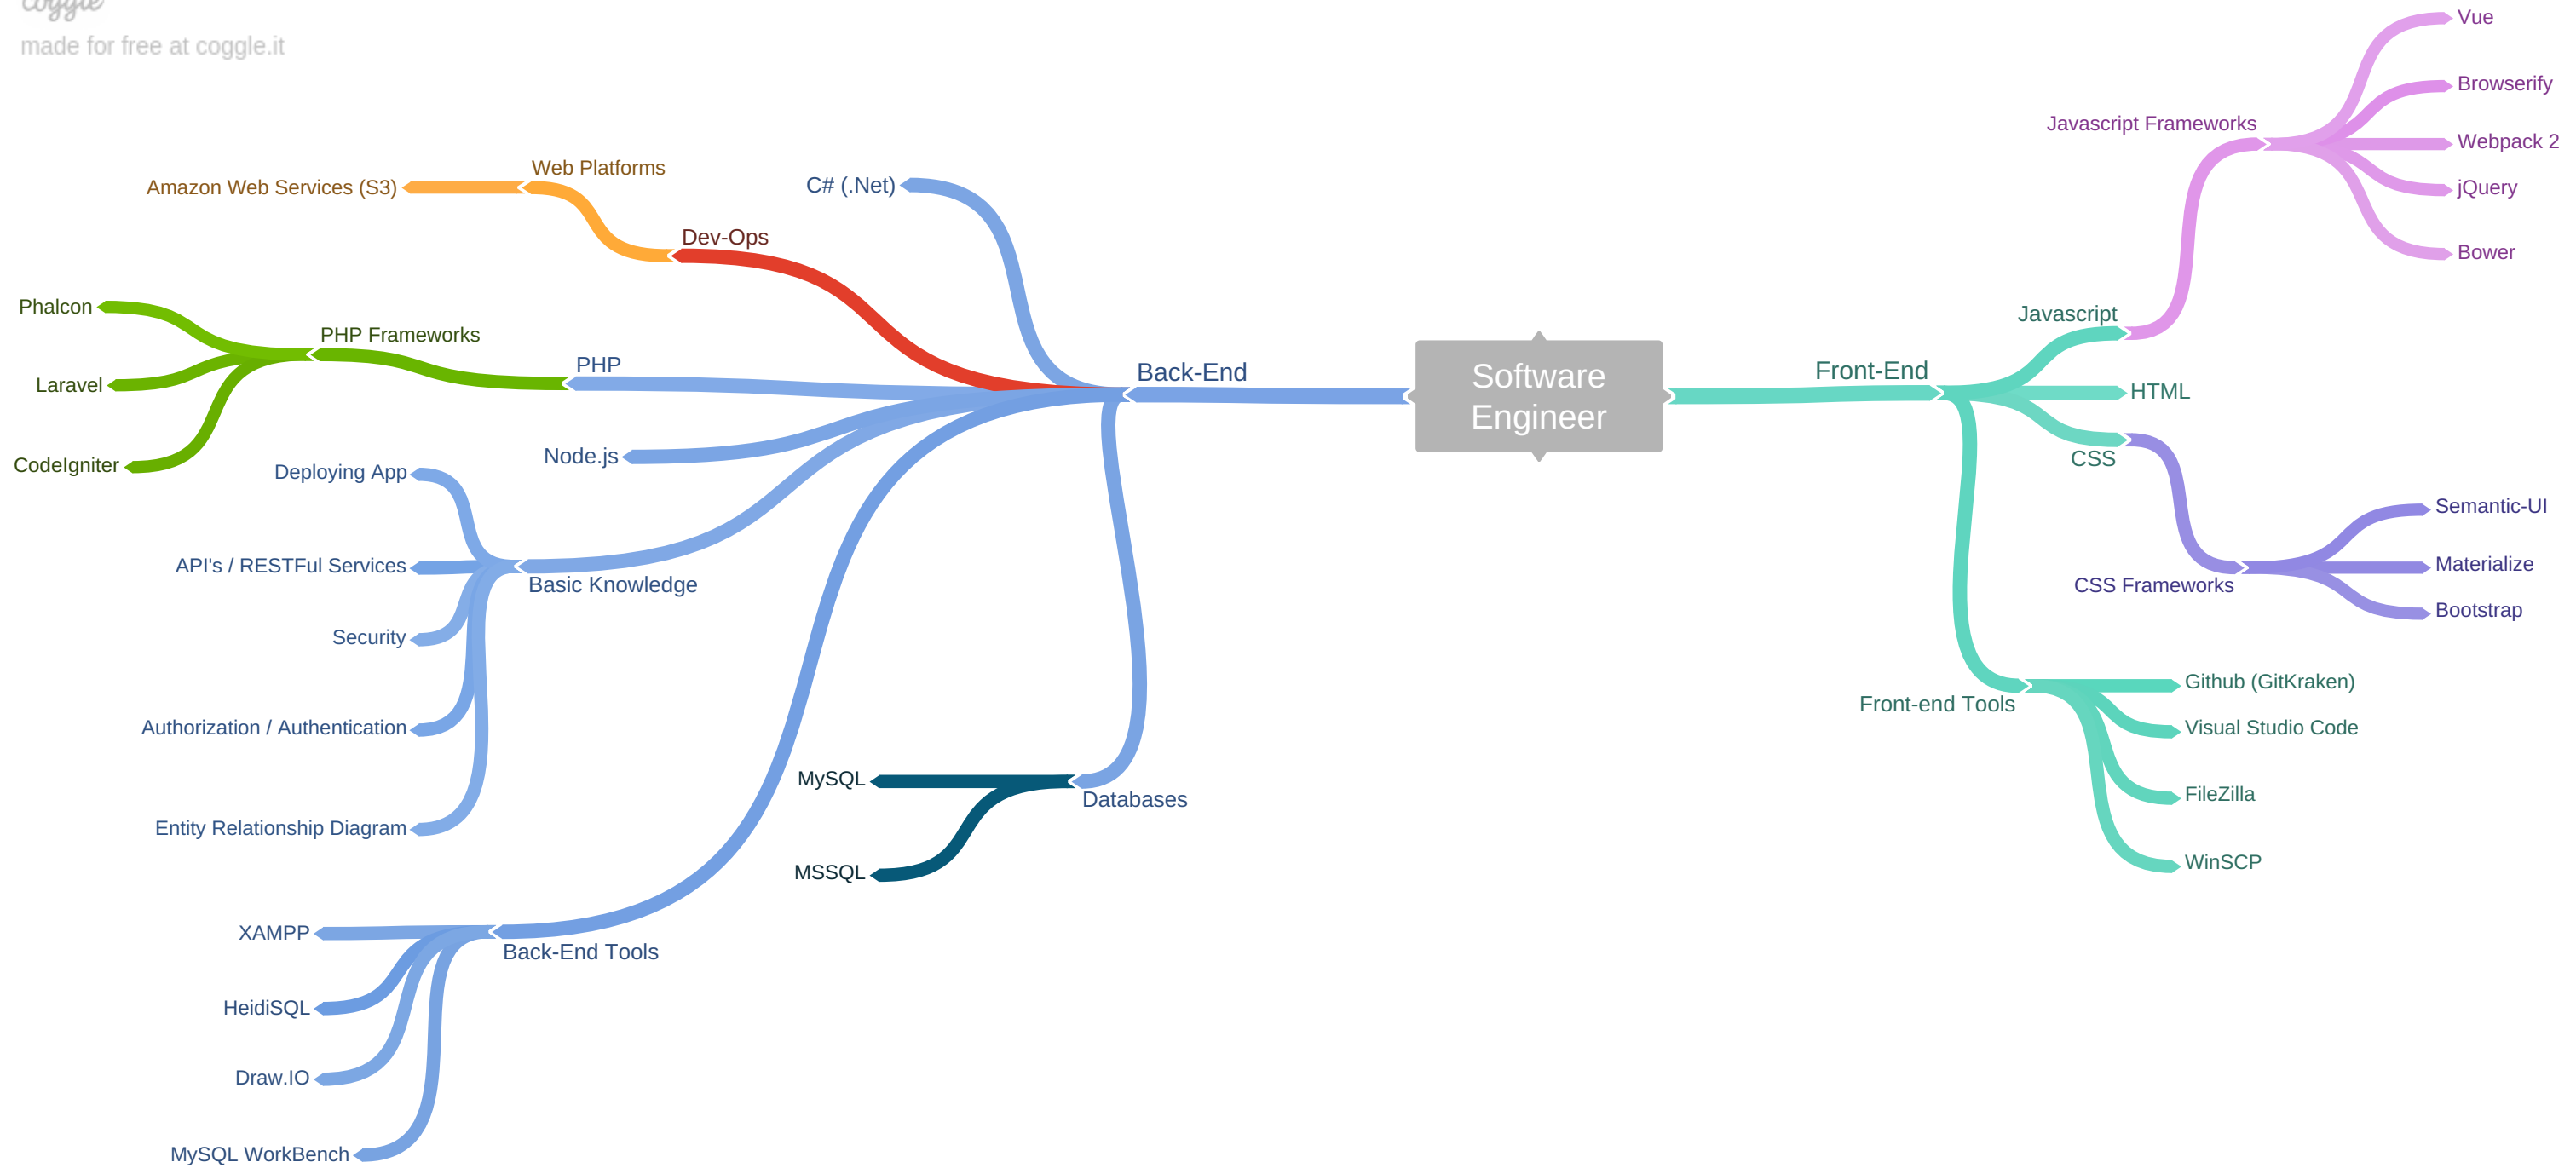 coggle
made for free at coggle.it
Software
Engineer
Back-End
C# (.Net)
Dev-Ops
Web Platforms
Amazon Web Services (S3)
PHP
PHP Frameworks
Phalcon
Laravel
CodeIgniter
Node.js
Basic Knowledge
Deploying App
API's / RESTFul Services
Security
Authorization / Authentication
Entity Relationship Diagram
Back-End Tools
XAMPP
HeidiSQL
Draw.IO
MySQL WorkBench
Databases
MySQL
MSSQL
Front-End
Javascript
Javascript Frameworks
Vue
Browserify
Webpack 2
jQuery
Bower
HTML
CSS
CSS Frameworks
Semantic-UI
Materialize
Bootstrap
Front-end Tools
Github (GitKraken)
Visual Studio Code
FileZilla
WinSCP